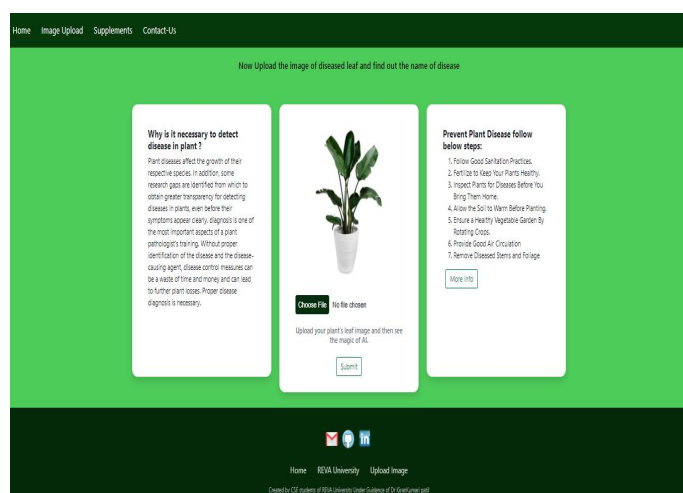 Home Image Upload Supplements Contact-Us
Now Upload the image of diseased leaf and find out the name of disease
Why is it necessary to detect
disease in plant ?
Plant diseases affect the growth of their
respective species. In addition, some
research gaps are identified from which to
obtain greater transparency for detecting
diseases in plants, even before their
symptoms appear clearly. diagnosis is one of
the most important aspects of a plant
pathologist's training. Without proper
identification of the disease and the disease-
causing agent, disease control measures can
be a waste of time and money and can lead
to further plant losses. Proper disease
diagnosis is necessary.
Choose File No file chosen
Upload your plant's leaf image and then see
the magic of AI.
Submit
Prevent Plant Disease follow
below steps:
1. Follow Good Sanitation Practices.
2. Fertilize to Keep Your Plants Healthy.
3. Inspect Plants for Diseases Before You
Bring Them Home.
4. Allow the Soil to Warm Before Planting.
5. Ensure a Healthy Vegetable Garden By
Rotating Crops.
6. Provide Good Air Circulation
7. Remove Diseased Stems and Foliage
More info
in
Home REVA University Upload Image
Created by CSE students of REVA University Under Guidance of Dr Kirankumari patil